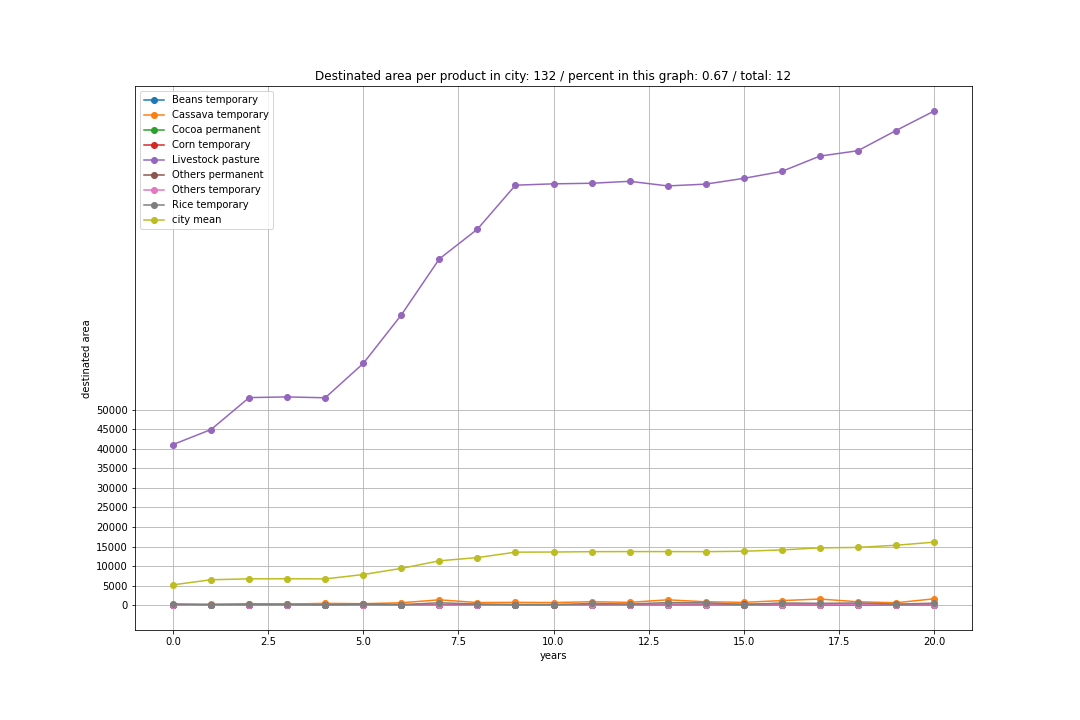 Destinated area per product in city: 132 / percent in this graph: 0.67 / total: 12
Beans temporary
Cassava temporary
Cocoa permanent
Corn temporary
Livestock pasture
Others permanent
Others temporary
Rice temporary
city mean
destinated area
50000
45000
40000
35000
30000
25000
20000
15000
10000
5000
0
0.0 2.5 5.0 7.5 10.0 12.5 15.0 17.5 20.0
years